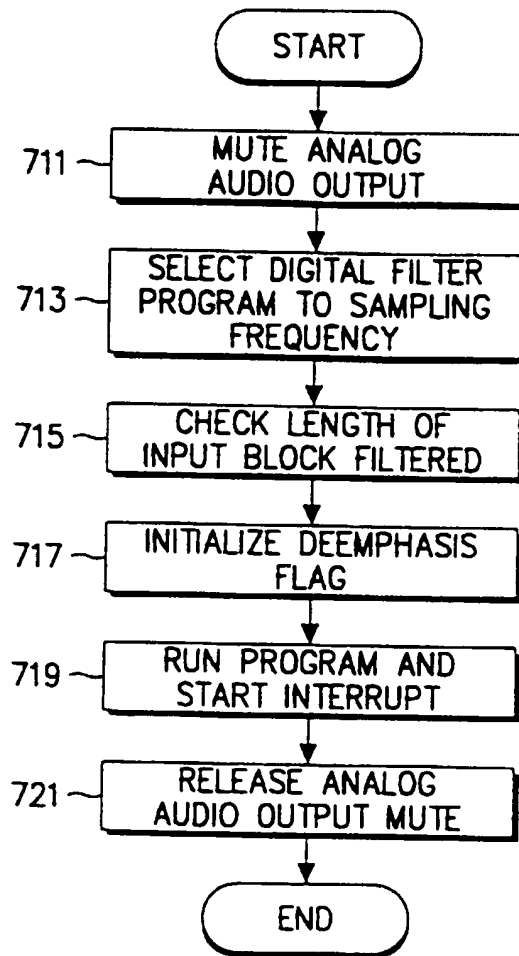 START
711
MUTE ANALOG
AUDIO OUTPUT
713
SELECT DIGITAL FILTER
PROGRAM TO SAMPLING
FREQUENCY
715
CHECK LENGTH OF
INPUT BLOCK FILTERED
717
INITIALIZE DEEMPHASIS
FLAG
719
RUN PROGRAM AND
START INTERRUPT
721
RELEASE ANALOG
AUDIO OUTPUT MUTE
END